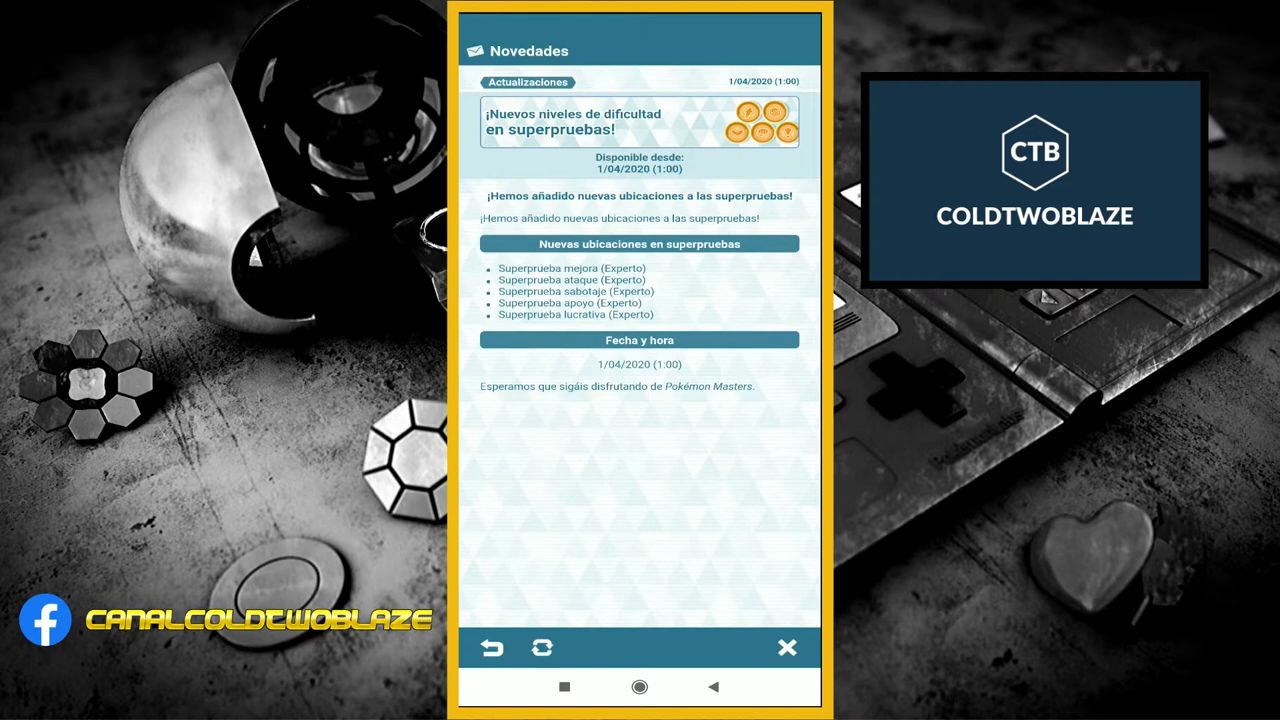 Novedades
Actualizaciones
1/04/2020 (1:00)
¡Nuevos niveles de dificultad
en superpruebas!
Disponible desde:
1/04/2020 (1:00)
¡Hemos añadido nuevas ubicaciones a las superpruebas!
¡Hemos añadido nuevas ubicaciones a las superpruebas!
Nuevas ubicaciones en superpruebas
• Superprueba mejora (Experto)
• Superprueba ataque (Experto)
• Superprueba sabotaje (Experto)
• Superprueba apoyo (Experto)
• Superprueba lucrativa (Experto)
Fecha y hora
1/04/2020 (1:00)
Esperamos que sigáis disfrutando de Pokémon Masters.
CTB
COLDTWOBLAZE
CANALCOLDTWOBLAZE